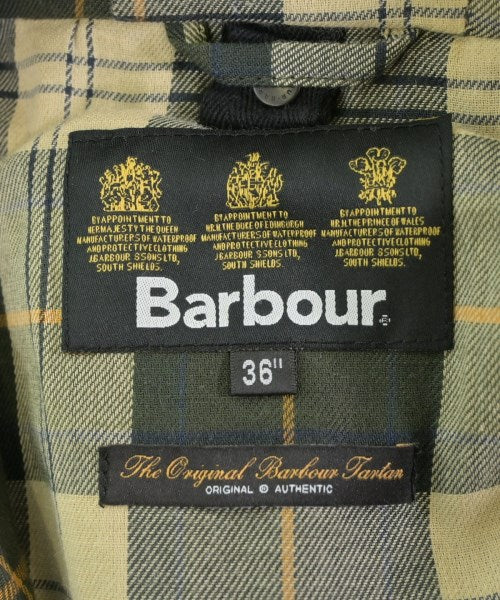 BY APPOINTMENT TO
HER MAJESTY THE QUEEN
MANUFACTURERS OF WATERPROOF
AND PROTECTIVE CLOTHING
J.BARBOUR & SONS LTD,
SOUTH SHIELDS.
BY APPOINTMENT TO
H.R.H. THE DUKE OF EDINBURGH
MANUFACTURERS OF WATERPROOF
AND PROTECTIVE CLOTHING
J.BARBOUR & SONS LTD,
SOUTH SHIELDS.
BY APPOINTMENT TO
H.R.H. THE PRINCE OF WALES
MANUFACTURERS OF WATERPROOF
AND PROTECTIVE CLOTHING
J.BARBOUR & SONS LTD,
SOUTH SHIELDS.
Barbour®
36"
The Original Barbour Tartan
ORIGINAL ® AUTHENTIC